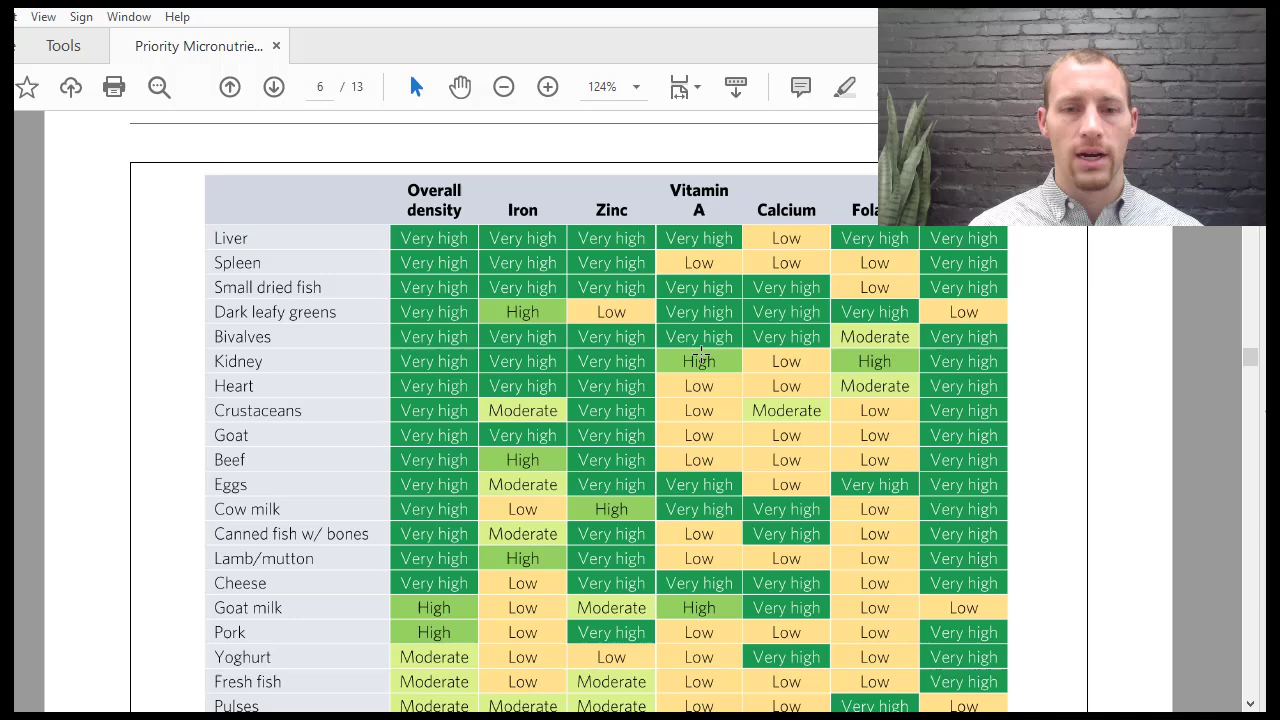 View Sign Window Help
Tools Priority Micronutrie... ×
6 / 13 124%
Overall density Iron Zinc Vitamin A Calcium Fola
Liver Very high Very high Very high Very high Low Very high Very high
Spleen Very high Very high Very high Low Low Low Very high
Small dried fish Very high Very high Very high Very high Very high Low Very high
Dark leafy greens Very high High Low Very high Very high Very high Low
Bivalves Very high Very high Very high Very high Very high Moderate Very high
Kidney Very high Very high Very high High Low High Very high
Heart Very high Very high Very high Low Low Moderate Very high
Crustaceans Very high Moderate Very high Low Moderate Low Very high
Goat Very high Very high Very high Low Low Low Very high
Beef Very high High Very high Low Low Low Very high
Eggs Very high Moderate Very high Very high Low Very high Very high
Cow milk Very high Low High Very high Very high Low Very high
Canned fish w/ bones Very high Moderate Very high Low Very high Low Very high
Lamb/mutton Very high High Very high Low Low Low Very high
Cheese Very high Low Very high Very high Very high Low Very high
Goat milk High Low Moderate High Very high Low Low
Pork High Low Very high Low Low Low Very high
Yoghurt Moderate Low Low Low Very high Low Very high
Fresh fish Moderate Low Moderate Low Low Low Very high
Pulses Moderate Moderate Moderate Low Low Very high Low